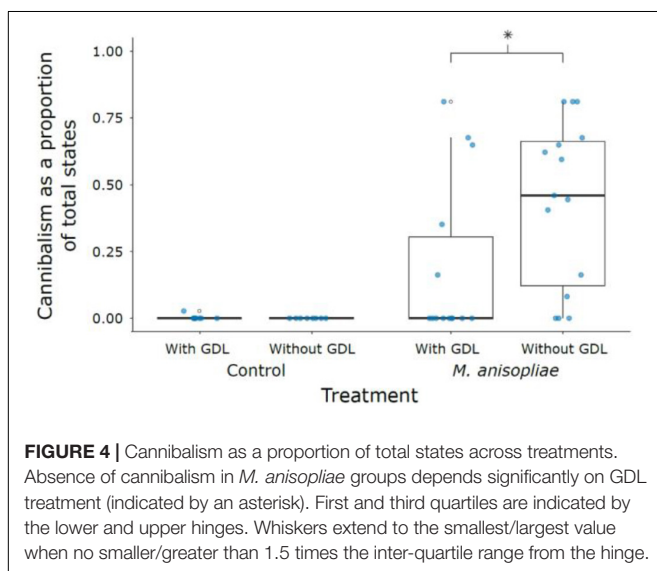 *
1.00
0.75
0.50
0.25
0.00
Cannibalism as a proportion
of total states
With GDL Without GDL With GDL Without GDL
Control M. anisopliae
Treatment
FIGURE 4 | Cannibalism as a proportion of total states across treatments.
Absence of cannibalism in M. anisopliae groups depends significantly on GDL
treatment (indicated by an asterisk). First and third quartiles are indicated by
the lower and upper hinges. Whiskers extend to the smallest/largest value
when no smaller/greater than 1.5 times the inter-quartile range from the hinge.